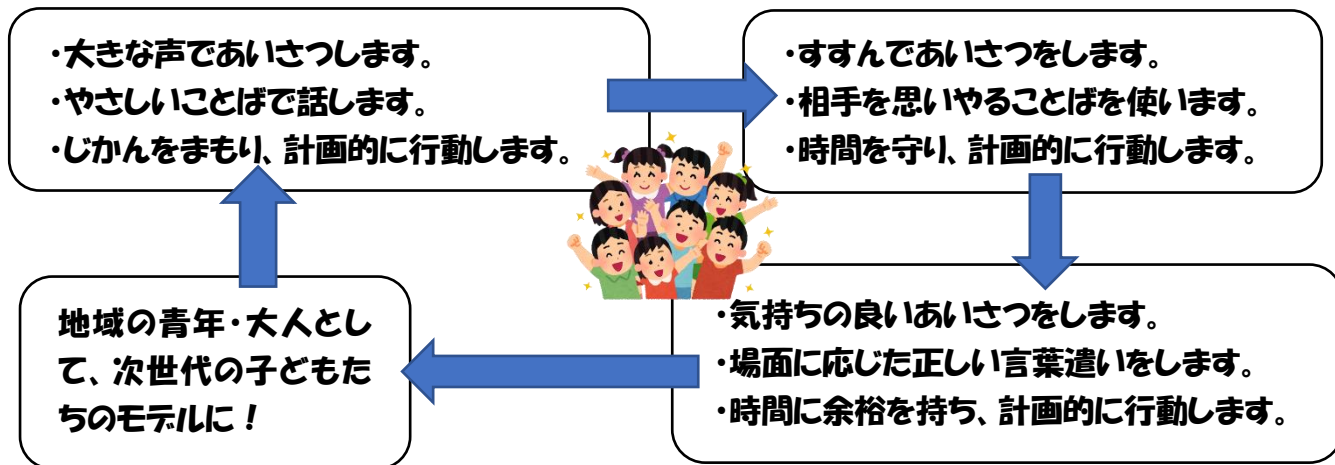 ・大きな声であいさつします。
・やさしいことばで話します。
・じかんをまもり、計画的に行動します。
・すすんであいさつをします。
・相手を思いやることばを使います。
・時間を守り、計画的に行動します。
・気持ちの良いあいさつをします。
・場面に応じた正しい言葉遣いをします。
・時間に余裕を持ち、計画的に行動します。
地域の青年・大人とし
て、次世代の子どもた
ちのモデルに！